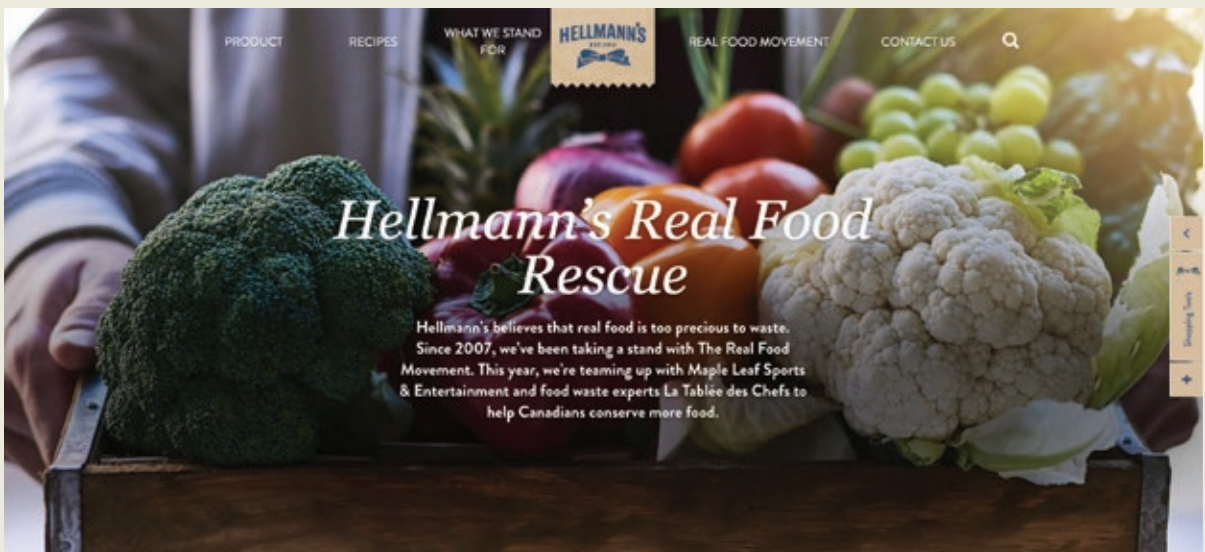 PRODUCT
RECIPES
WHAT WE STAND
FOR
HELLMANN'S
REAL FOOD MOVEMENT
CONTACT US
Hellmann's Real Food
Rescue
Hellmann's believes that real food is too precious to waste.
Since 2007, we've been taking a stand with The Real Food
Movement. This year, we're teaming up with Maple Leaf Sports
& Entertainment and food waste experts La Tablée des Chefs to
help Canadians conserve more food.
Shopping Tools